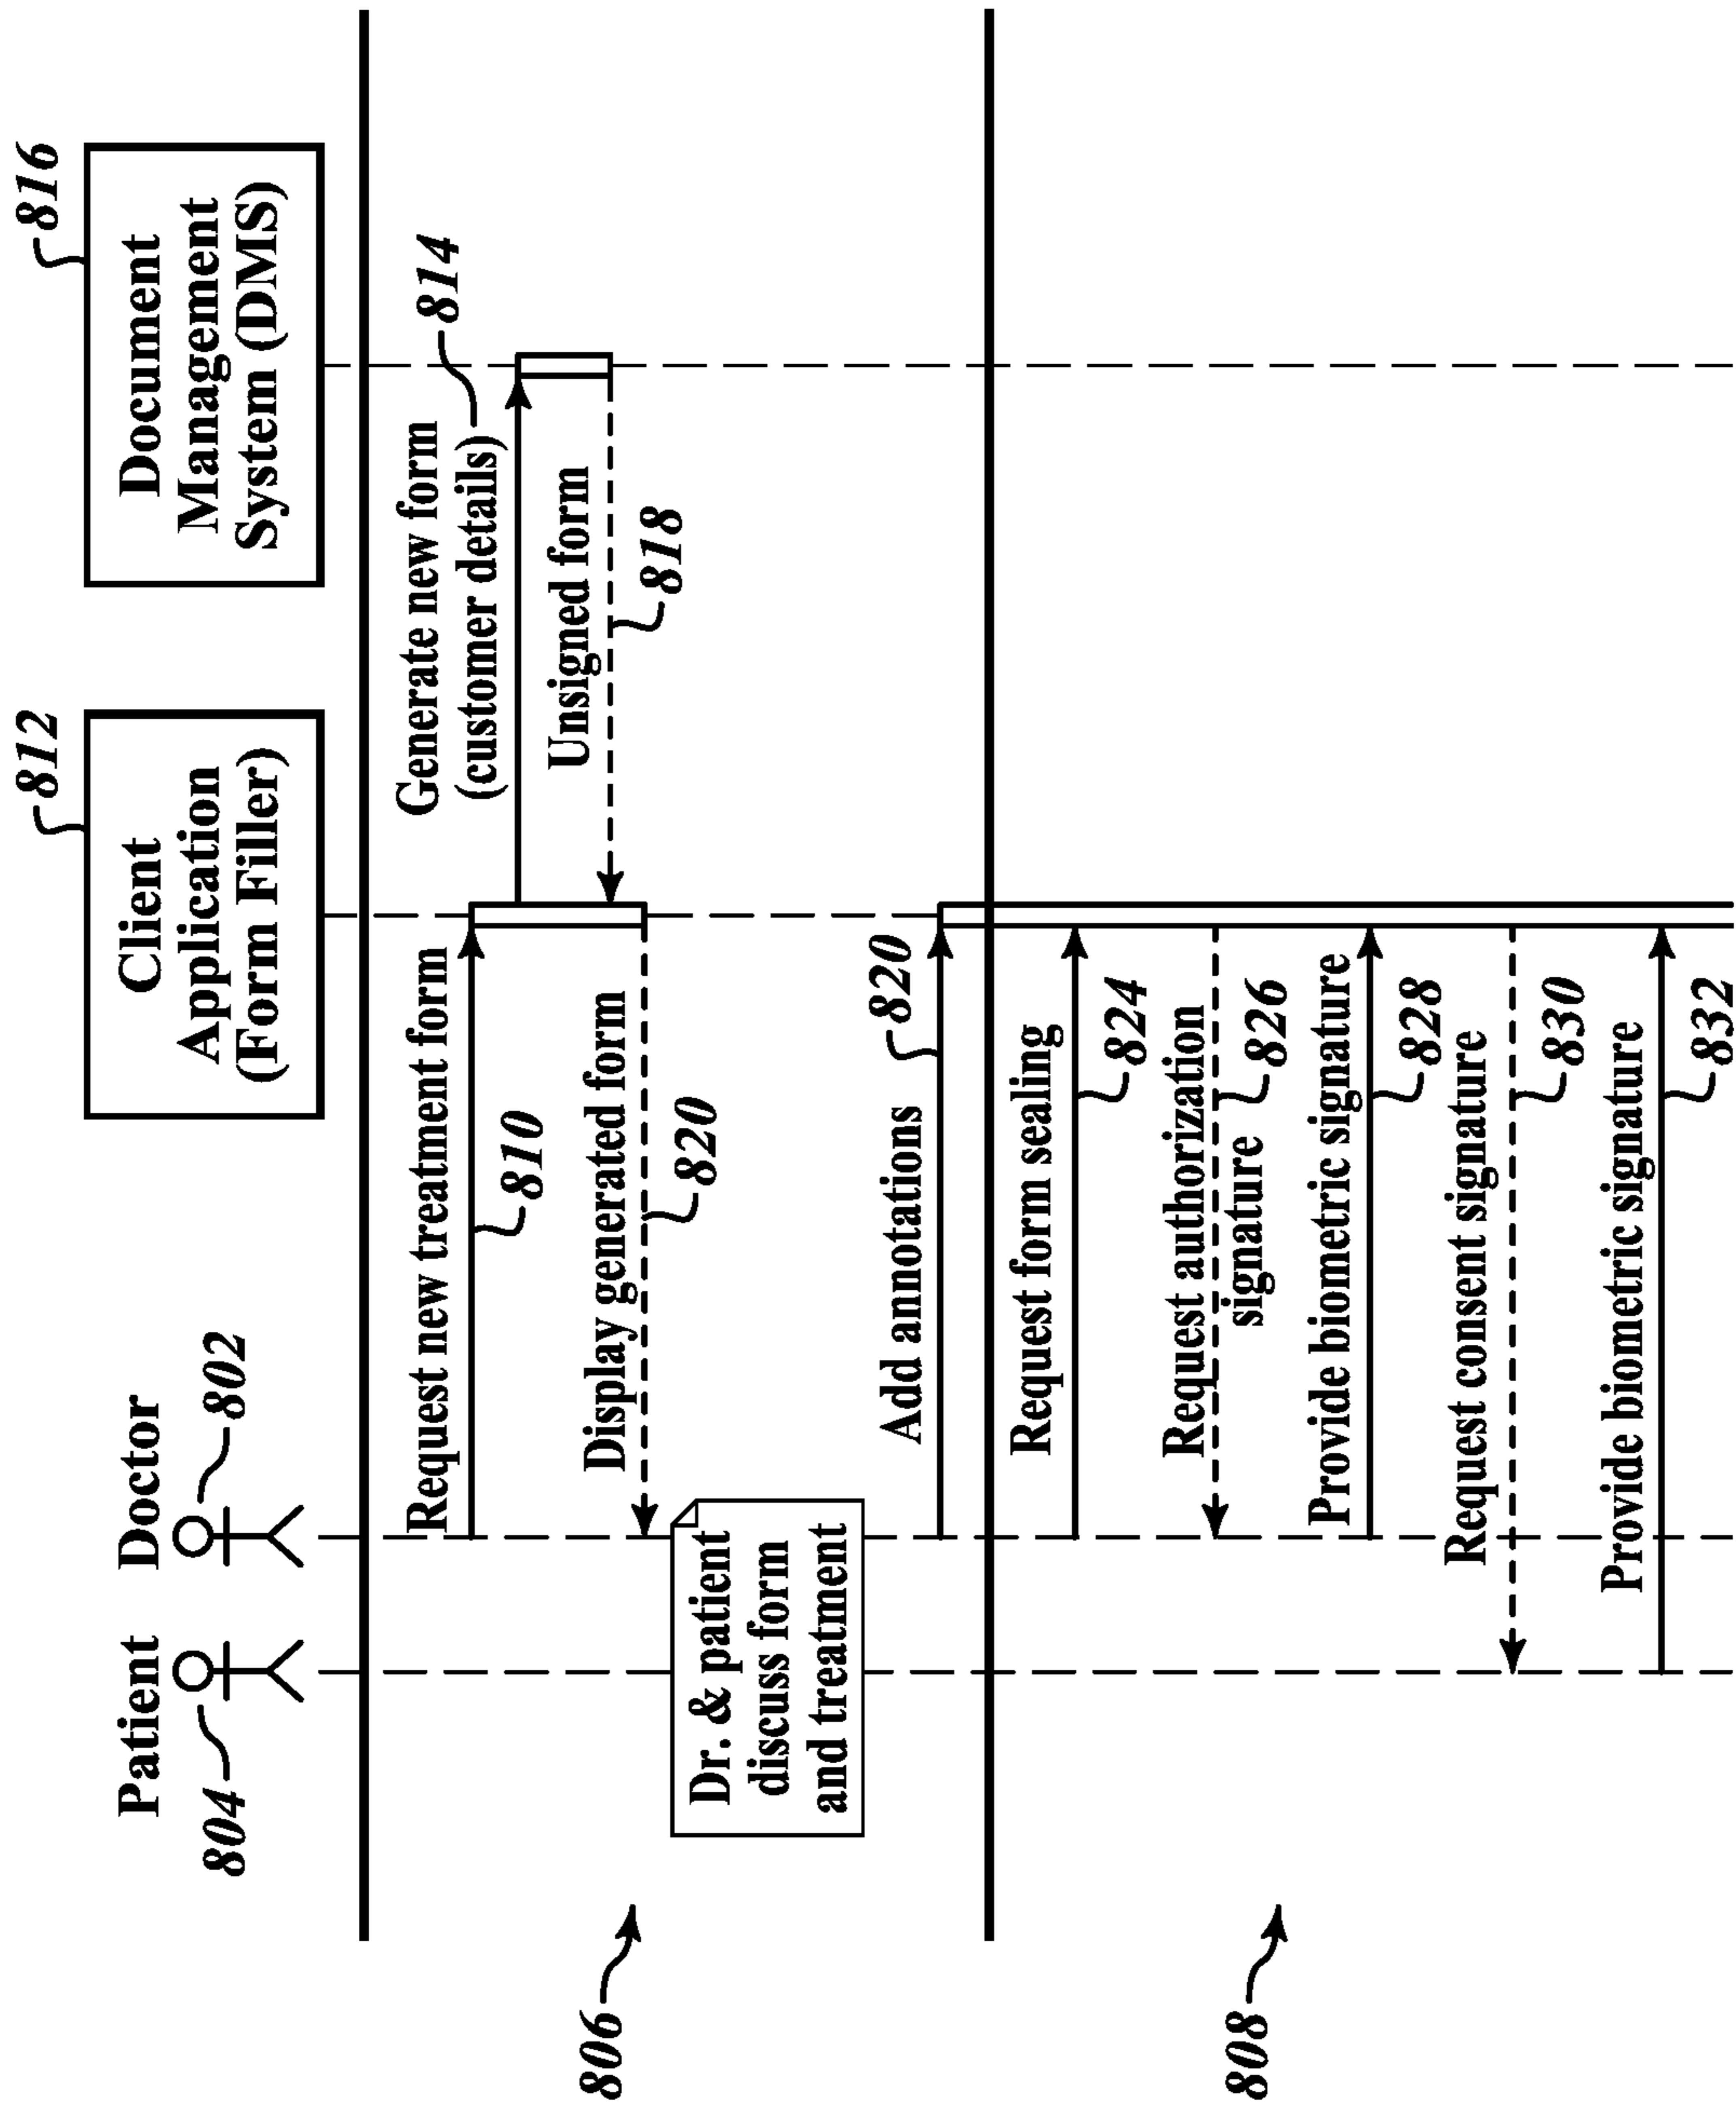 Patient
Doctor
804
802
Client
Application
(Form Filler)
812
Document
Management
System (DMS)
816
806
Request new treatment form
810
Generate new form
(customer details)
814
Unsigned form
818
Display generated form
820
Dr. & patient
discuss form
and treatment
Add annotations
820
808
Request form sealing
824
Request authorization
signature
826
Provide biometric signature
828
Request consent signature
830
Provide biometric signature
832